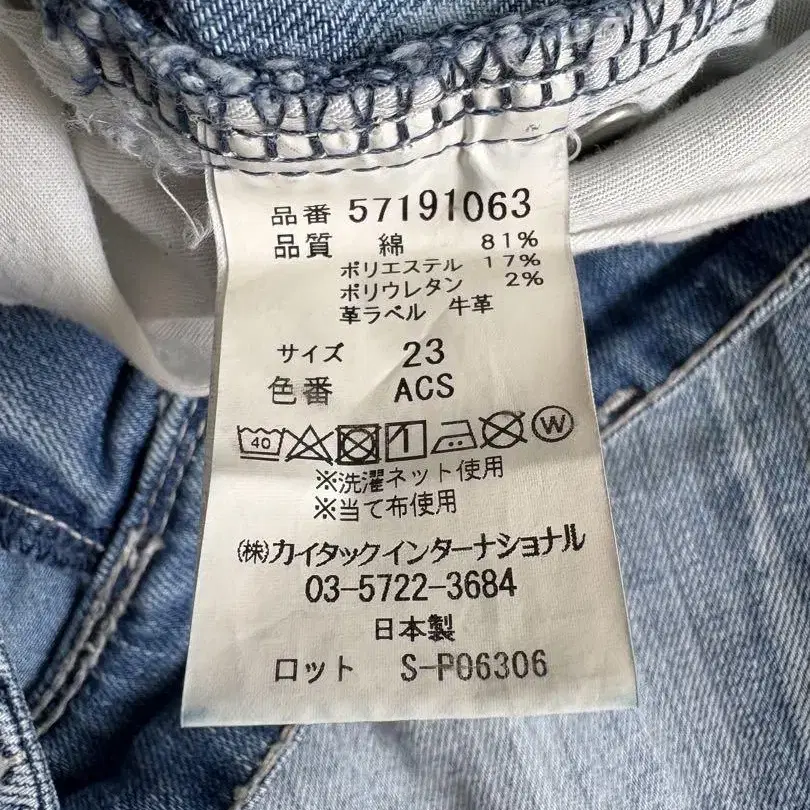 品番 57191063
品質 綿 81%
ポリエステル 17%
ポリウレタン 2%
革ラベル 牛革
サイズ 23
色番 ACS
40 W
※洗濯ネット使用
※当て布使用
(株)カイタックインターナショナル
03-5722-3684
日本製
ロット S-P06306